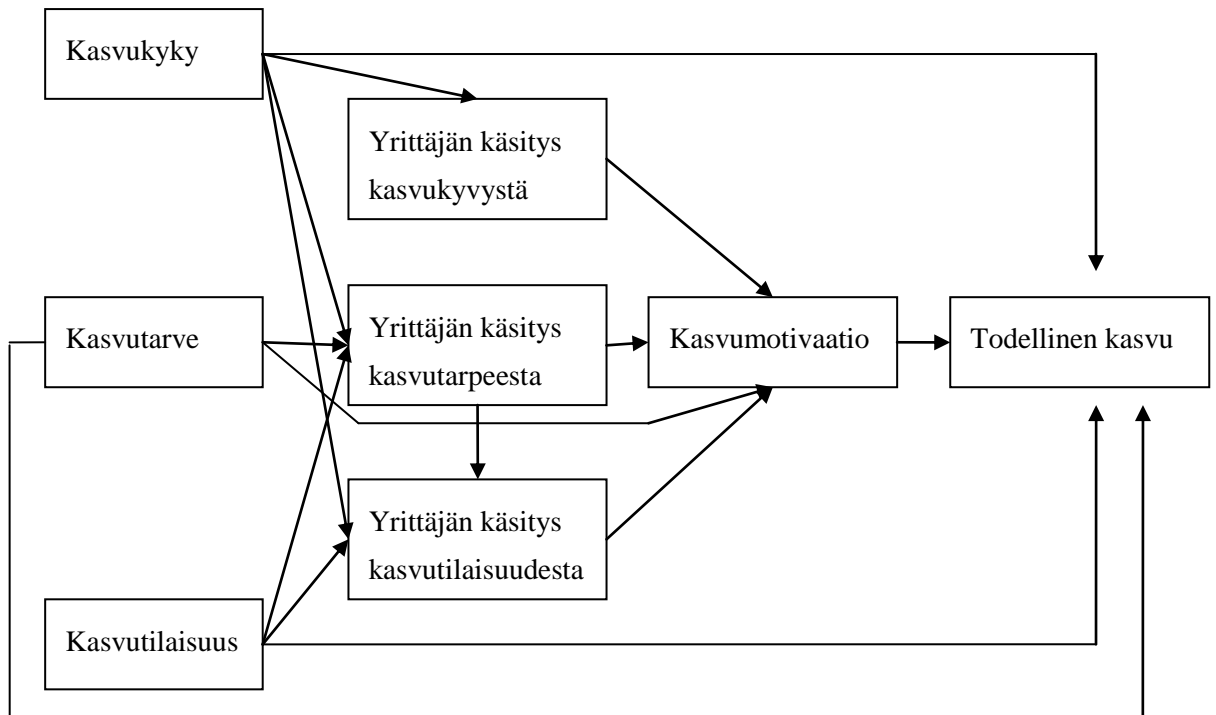 Kasvukyky
Yrittäjän käsitys
kasvukyvystä
Kasvutarve
Yrittäjän käsitys
kasvutarpeesta
Kasvumotivaatio
Todellinen kasvu
Yrittäjän käsitys
kasvutilaisuudesta
Kasvutilaisuus